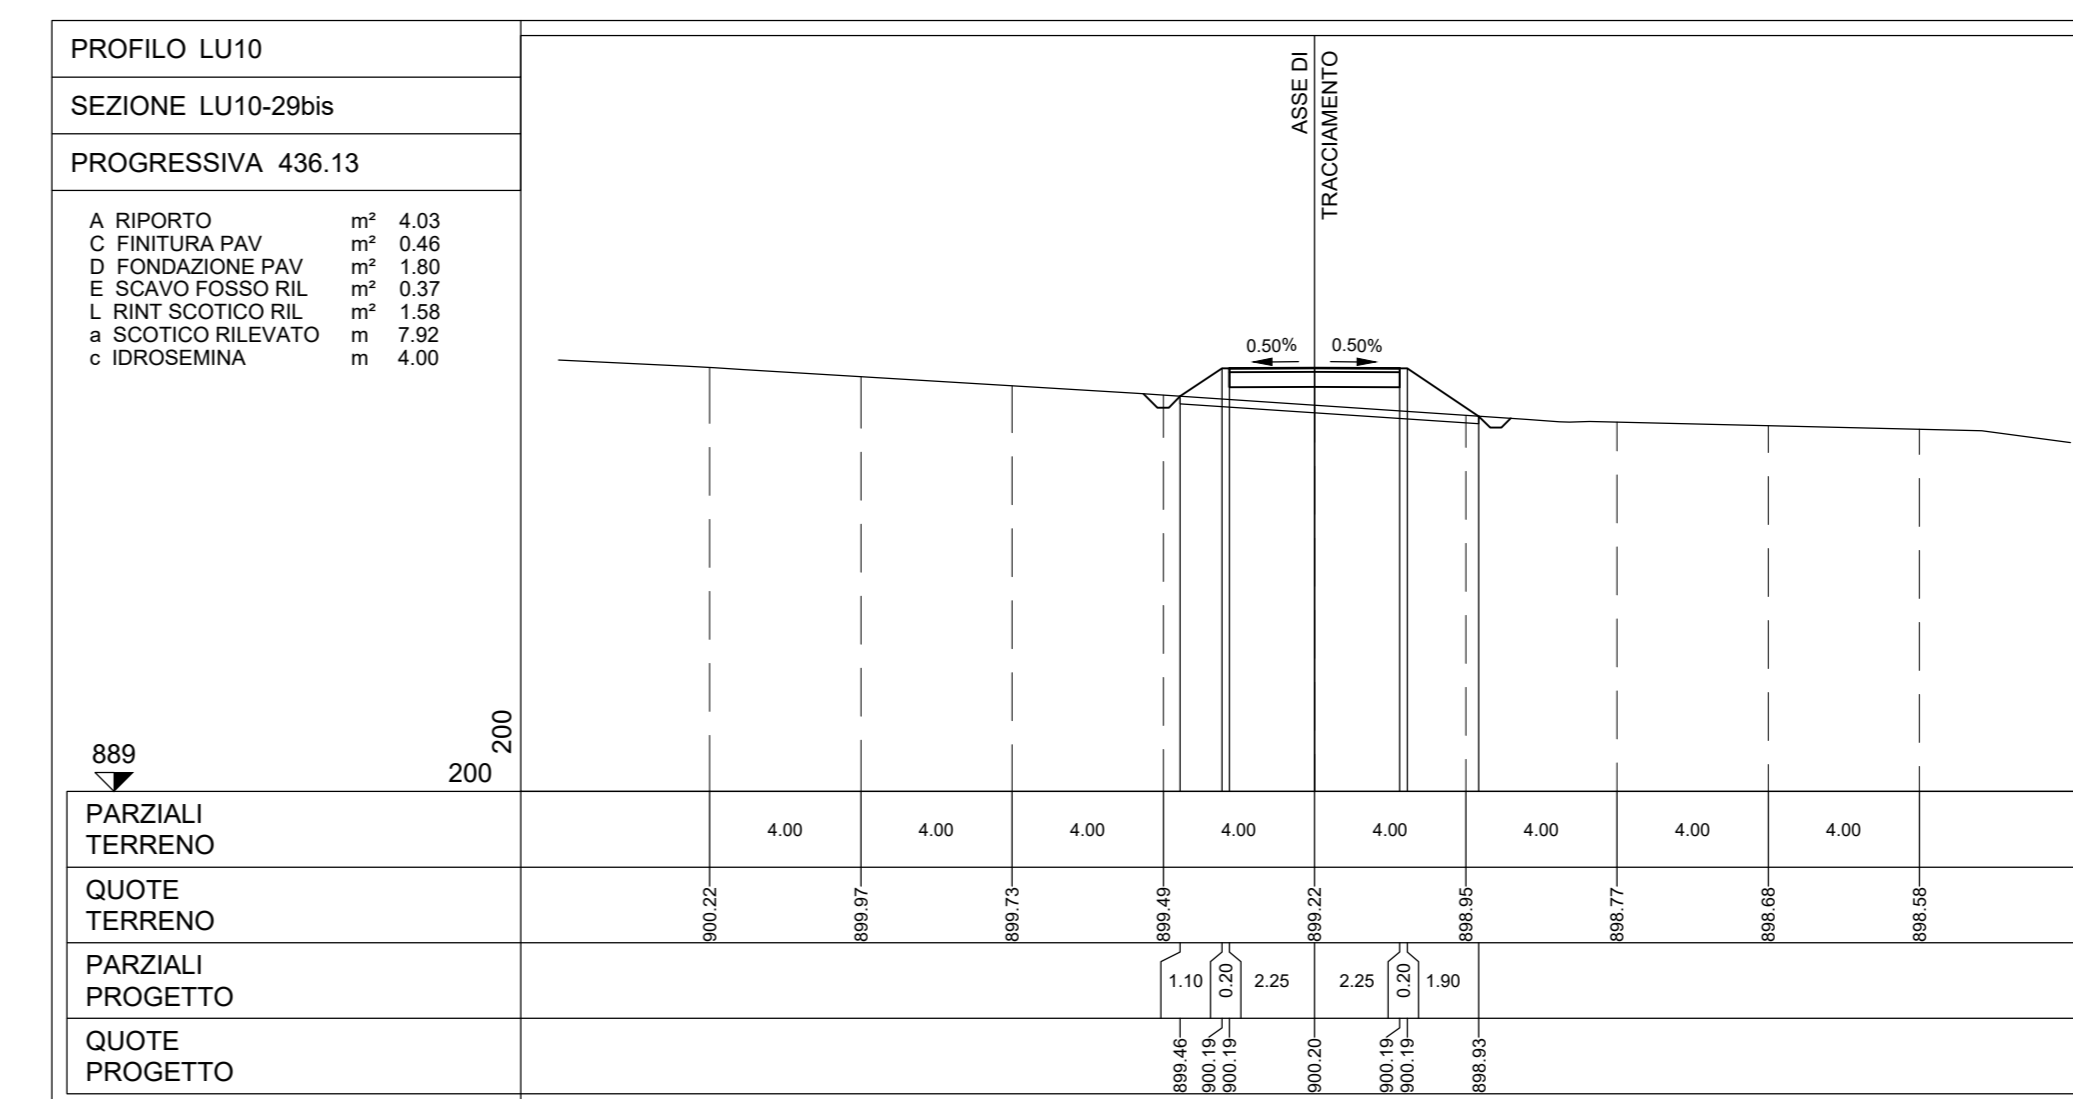 PROFILO LU10
SEZIONE LU10-29bis
PROGRESSIVA 436.13
A RIPORTO m² 4.03
C FINITURA PAV m² 0.46
D FONDAZIONE PAV m² 1.80
E SCAVO FOSSO RIL m² 0.37
L RINT SCOTICO RIL m² 1.58
a SCOTICO RILEVATO m 7.92
c IDROSEMINA m 4.00
ASSE DI
TRACCIAMENTO
0.50% 0.50%
889
200
200
PARZIALI
TERRENO
4.00 4.00 4.00 4.00 4.00 4.00 4.00 4.00
QUOTE
TERRENO
900.22 899.97 899.73 899.49 899.22 898.95 898.77 898.68 898.58
PARZIALI
PROGETTO
1.10 0.20 2.25 2.25 0.20 1.90
QUOTE
PROGETTO
899.46 900.19 900.19 900.20 900.19 900.19 898.93